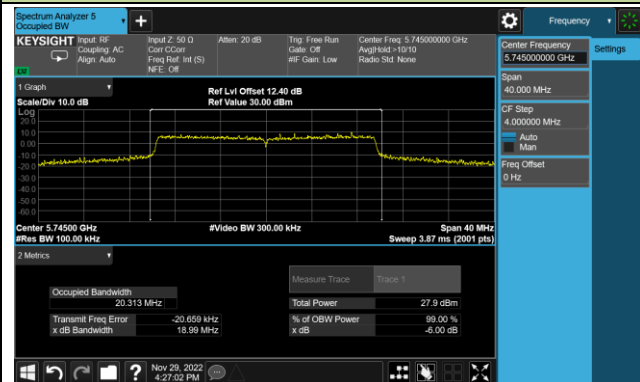 Spectrum Analyzer 5
Occupied BW
Frequency
KEYSIGHT
Input: RF
Coupling: AC
Align: Auto
Input Z: 50 Ω
Corr CCorr
Freq Ref: Int (S)
NFE: Off
Atten: 20 dB
Trig: Free Run
Gate: Off
#IF Gain: Low
Center Freq: 5.745000000 GHz
Avg|Hold:>10/10
Radio Std: None
Center Frequency
5.745000000 GHz
Settings
Span
40.000 MHz
CF Step
4.000000 MHz
Auto
Man
Freq Offset
0 Hz
1 Graph
Scale/Div 10.0 dB
Ref Lvl Offset 12.40 dB
Ref Value 30.00 dBm
Log
20.0
10.0
0.00
-10.0
-20.0
-30.0
-40.0
-50.0
-60.0
Center 5.74500 GHz
#Res BW 100.00 kHz
#Video BW 300.00 kHz
Span 40 MHz
Sweep 3.87 ms (2001 pts)
2 Metrics
Measure Trace
Trace 1
Occupied Bandwidth
20.313 MHz
Total Power
27.9 dBm
Transmit Freq Error
-20.659 kHz
% of OBW Power
99.00 %
x dB Bandwidth
18.99 MHz
x dB
-6.00 dB
Nov 29, 2022
4:27:02 PM